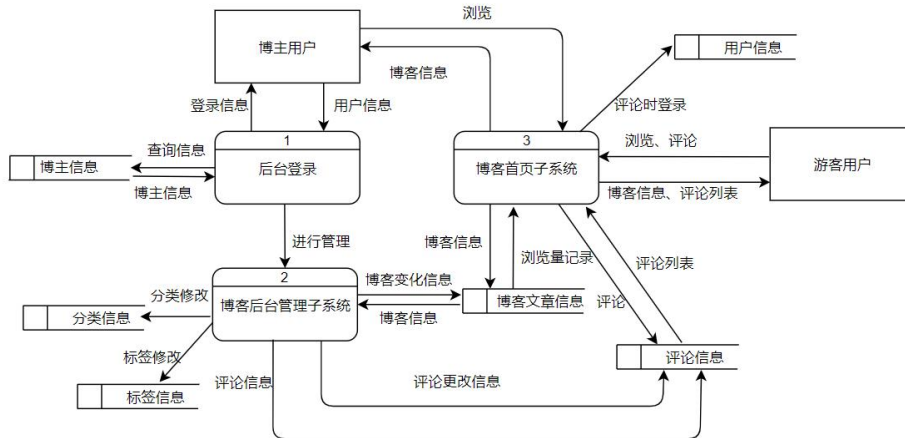 浏览
博主用户
用户信息
博客信息
登录信息
用户信息
评论时登录
1
后台登录
3
博客首页子系统
浏览、评论
游客用户
查询信息
博主信息
博主信息
博客信息、评论列表
进行管理
博客信息
浏览量记录
评论列表
2
博客后台管理子系统
博客变化信息
博客信息
博客文章信息
评论
分类修改
分类信息
标签修改
标签信息
评论信息
评论更改信息
评论信息